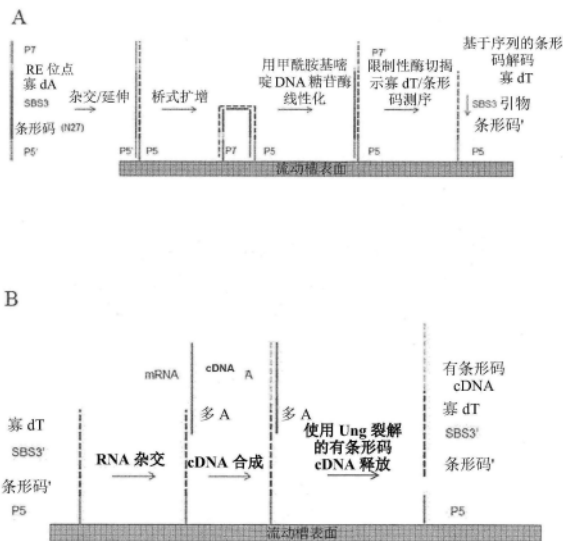 A
P7
RE 位点
寡 dA
SBS3
条形码 (N27)
P5'
杂交/延伸
P5'
P5
桥式扩增
P7
P5
用甲酰胺基嘧
啶 DNA 糖苷酶
线性化
P7'
P5
限制性酶切揭
示寡 dT/条形
码测序
P5
基于序列的条形
码解码
寡 dT
SBS3 引物
条形码'
流动槽表面
B
寡 dT
SBS3'
条形码'
P5
RNA 杂交
mRNA
cDNA
A
多 A
cDNA 合成
多 A
使用 Ung 裂解
的有条形码
cDNA 释放
有条形码
cDNA
寡 dT
SBS3'
条形码'
P5
流动槽表面